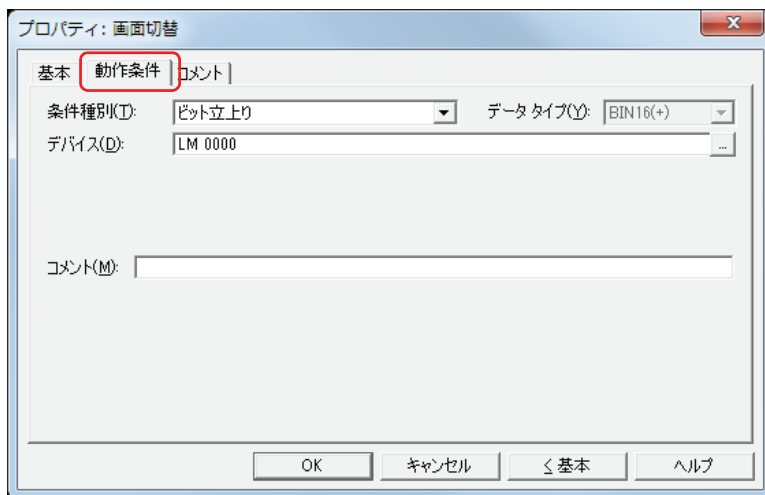 プロパティ: 画面切替
基本 動作条件 コメント
条件種別(T): ビット立上り データ タイプ(Y): BIN16(+)
デバイス(D): LM 0000 ...
コメント(M):
OK キャンセル < 基本 ヘルプ